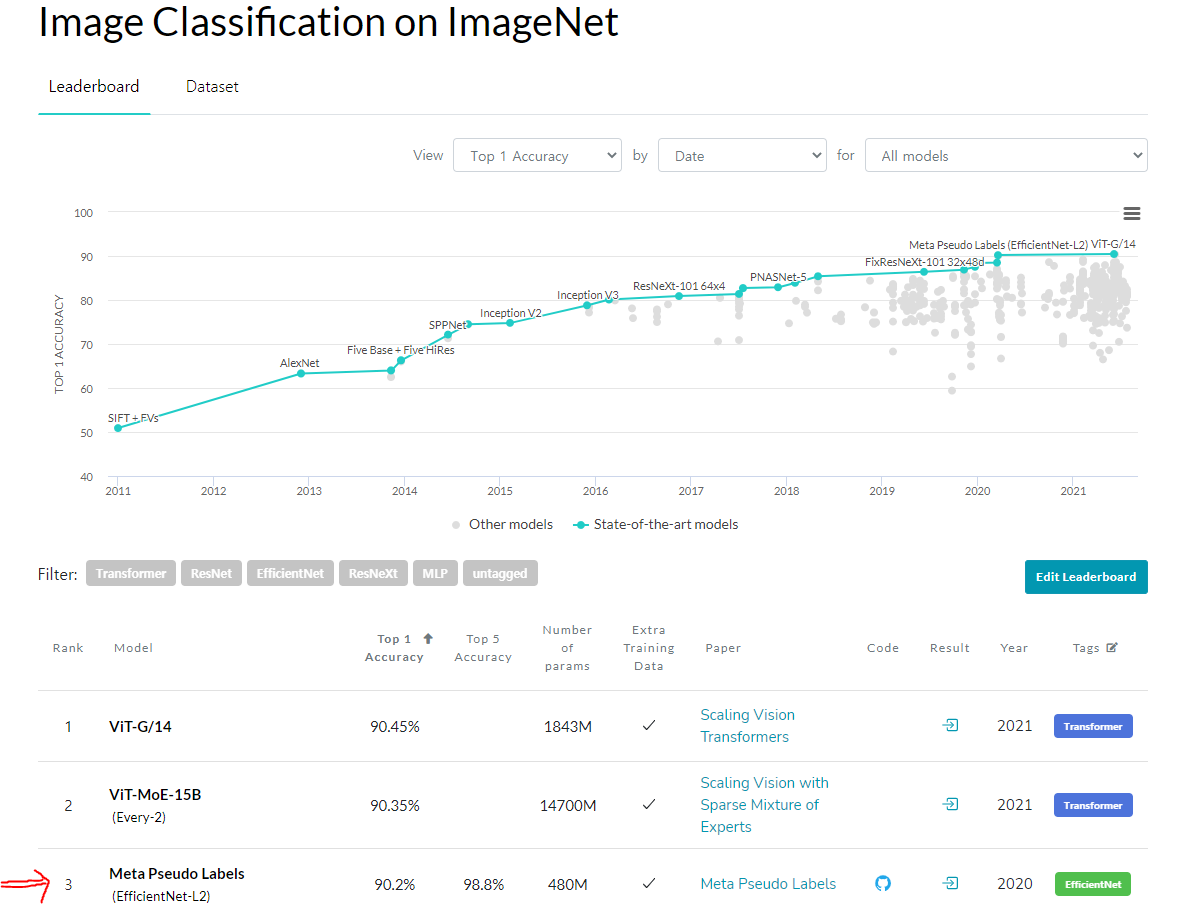 Image Classification on ImageNet
Leaderboard Dataset
View Top 1 Accuracy by Date for All models
TOP 1 ACCURACY
100
90
80
70
60
50
40
SIFT + FVs
AlexNet
Five Base + Five HiRes
SPPNet
Inception V2
Inception V3
ResNeXt-101 64x4
PNASNet-5
FixResNeXt-101 32x48d
Meta Pseudo Labels (EfficientNet-L2)
ViT-G/14
2011 2012 2013 2014 2015 2016 2017 2018 2019 2020 2021
Other models State-of-the-art models
Filter: Transformer ResNet EfficientNet ResNeXt MLP untagged
Edit Leaderboard
Rank
Model
Top 1
Accuracy
Top 5
Accuracy
Number
of
params
Extra
Training
Data
Paper
Code
Result
Year
Tags
1
ViT-G/14
90.45%
1843M
✓
Scaling Vision
Transformers
2021
Transformer
2
ViT-MoE-15B
(Every-2)
90.35%
14700M
✓
Scaling Vision with
Sparse Mixture of
Experts
2021
Transformer
3
Meta Pseudo Labels
(EfficientNet-L2)
90.2%
98.8%
480M
✓
Meta Pseudo Labels
2020
EfficientNet